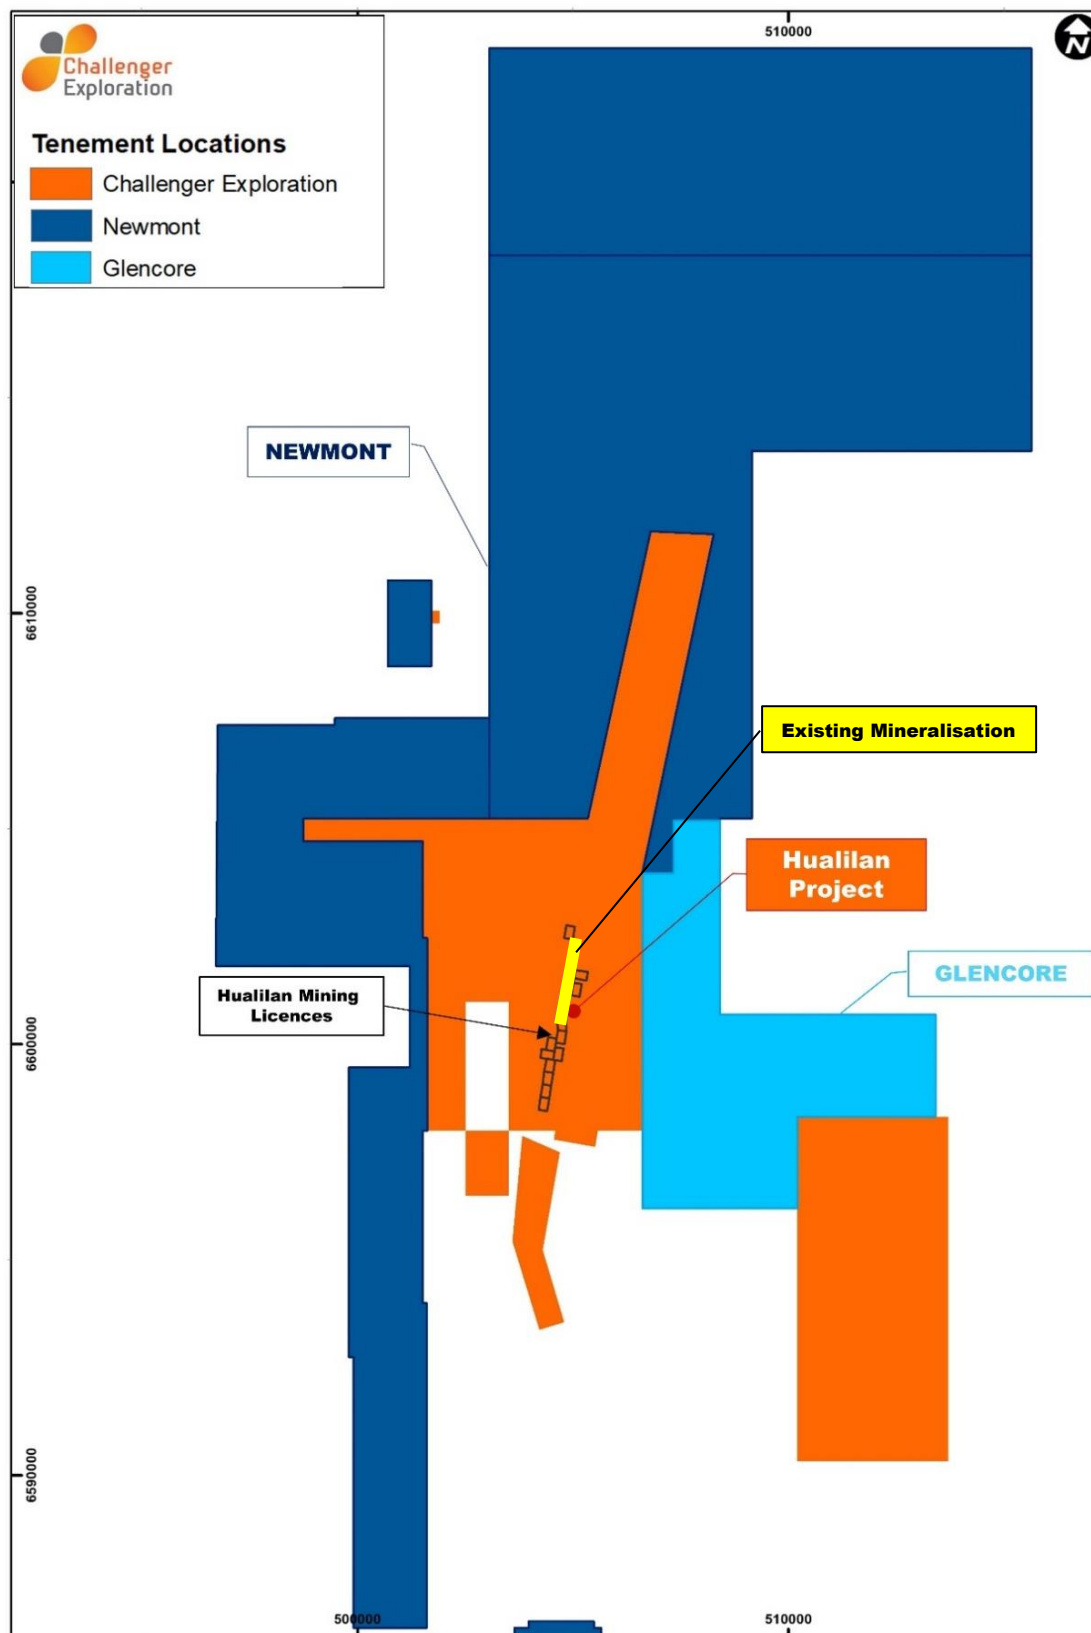 510000
N
Challenger
Exploration
Tenement Locations
Challenger Exploration
Newmont
Glencore
NEWMONT
6610000
Existing Mineralisation
Hualilan
Project
GLENCORE
Hualilan Mining
Licences
6600000
6590000
500000
510000